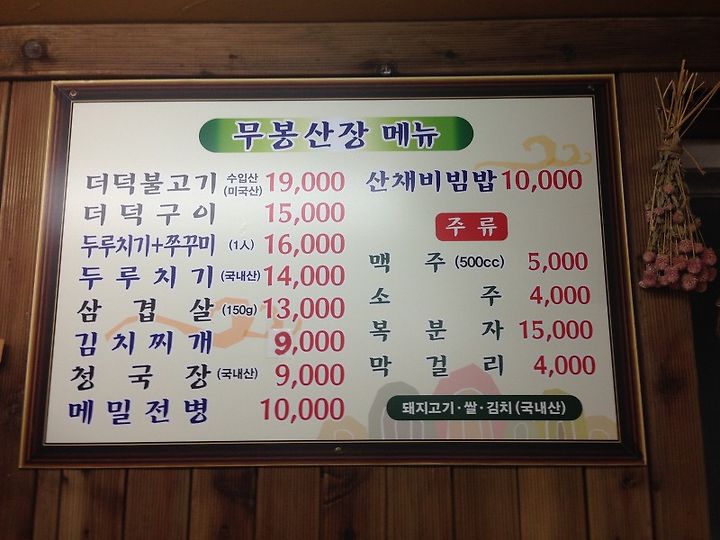 무봉산장 메뉴
더덕불고기 수입산 (미국산) 19,000
더덕구이 15,000
두루치기+쭈꾸미 (1人) 16,000
두루치기 (국내산) 14,000
삼겹살 (150g) 13,000
김치찌개 9,000
청국장 (국내산) 9,000
메밀전병 10,000
산채비빔밥 10,000
주류
맥주 (500cc) 5,000
소주 4,000
복분자 15,000
막걸리 4,000
돼지고기·쌀·김치 (국내산)